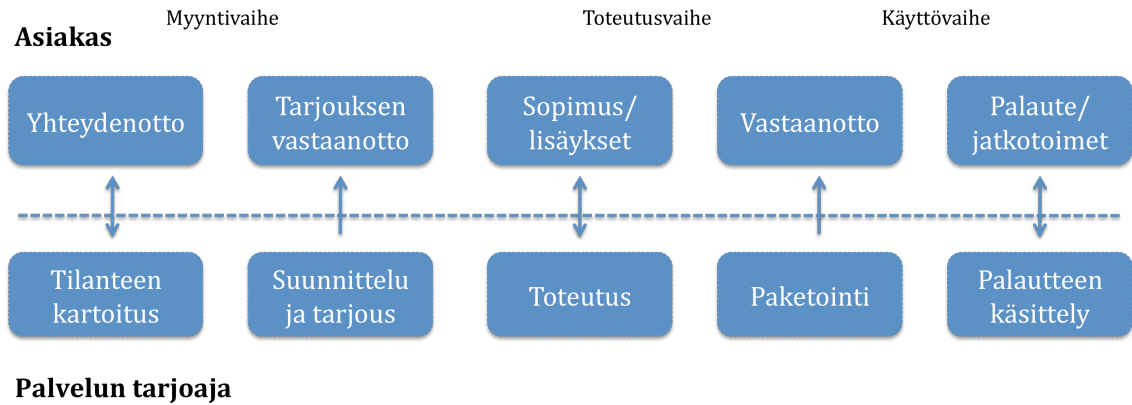 Myyntivaihe
Toteutusvaihe
Käyttövaihe
Asiakas
Yhteydenotto
Tarjouksen
vastaanotto
Sopimus/
lisäykset
Vastaanotto
Palaute/
jatkotoimet
Tilanteen
kartoitus
Suunnittelu
ja tarjous
Toteutus
Paketointi
Palautteen
käsittely
Palvelun tarjoaja